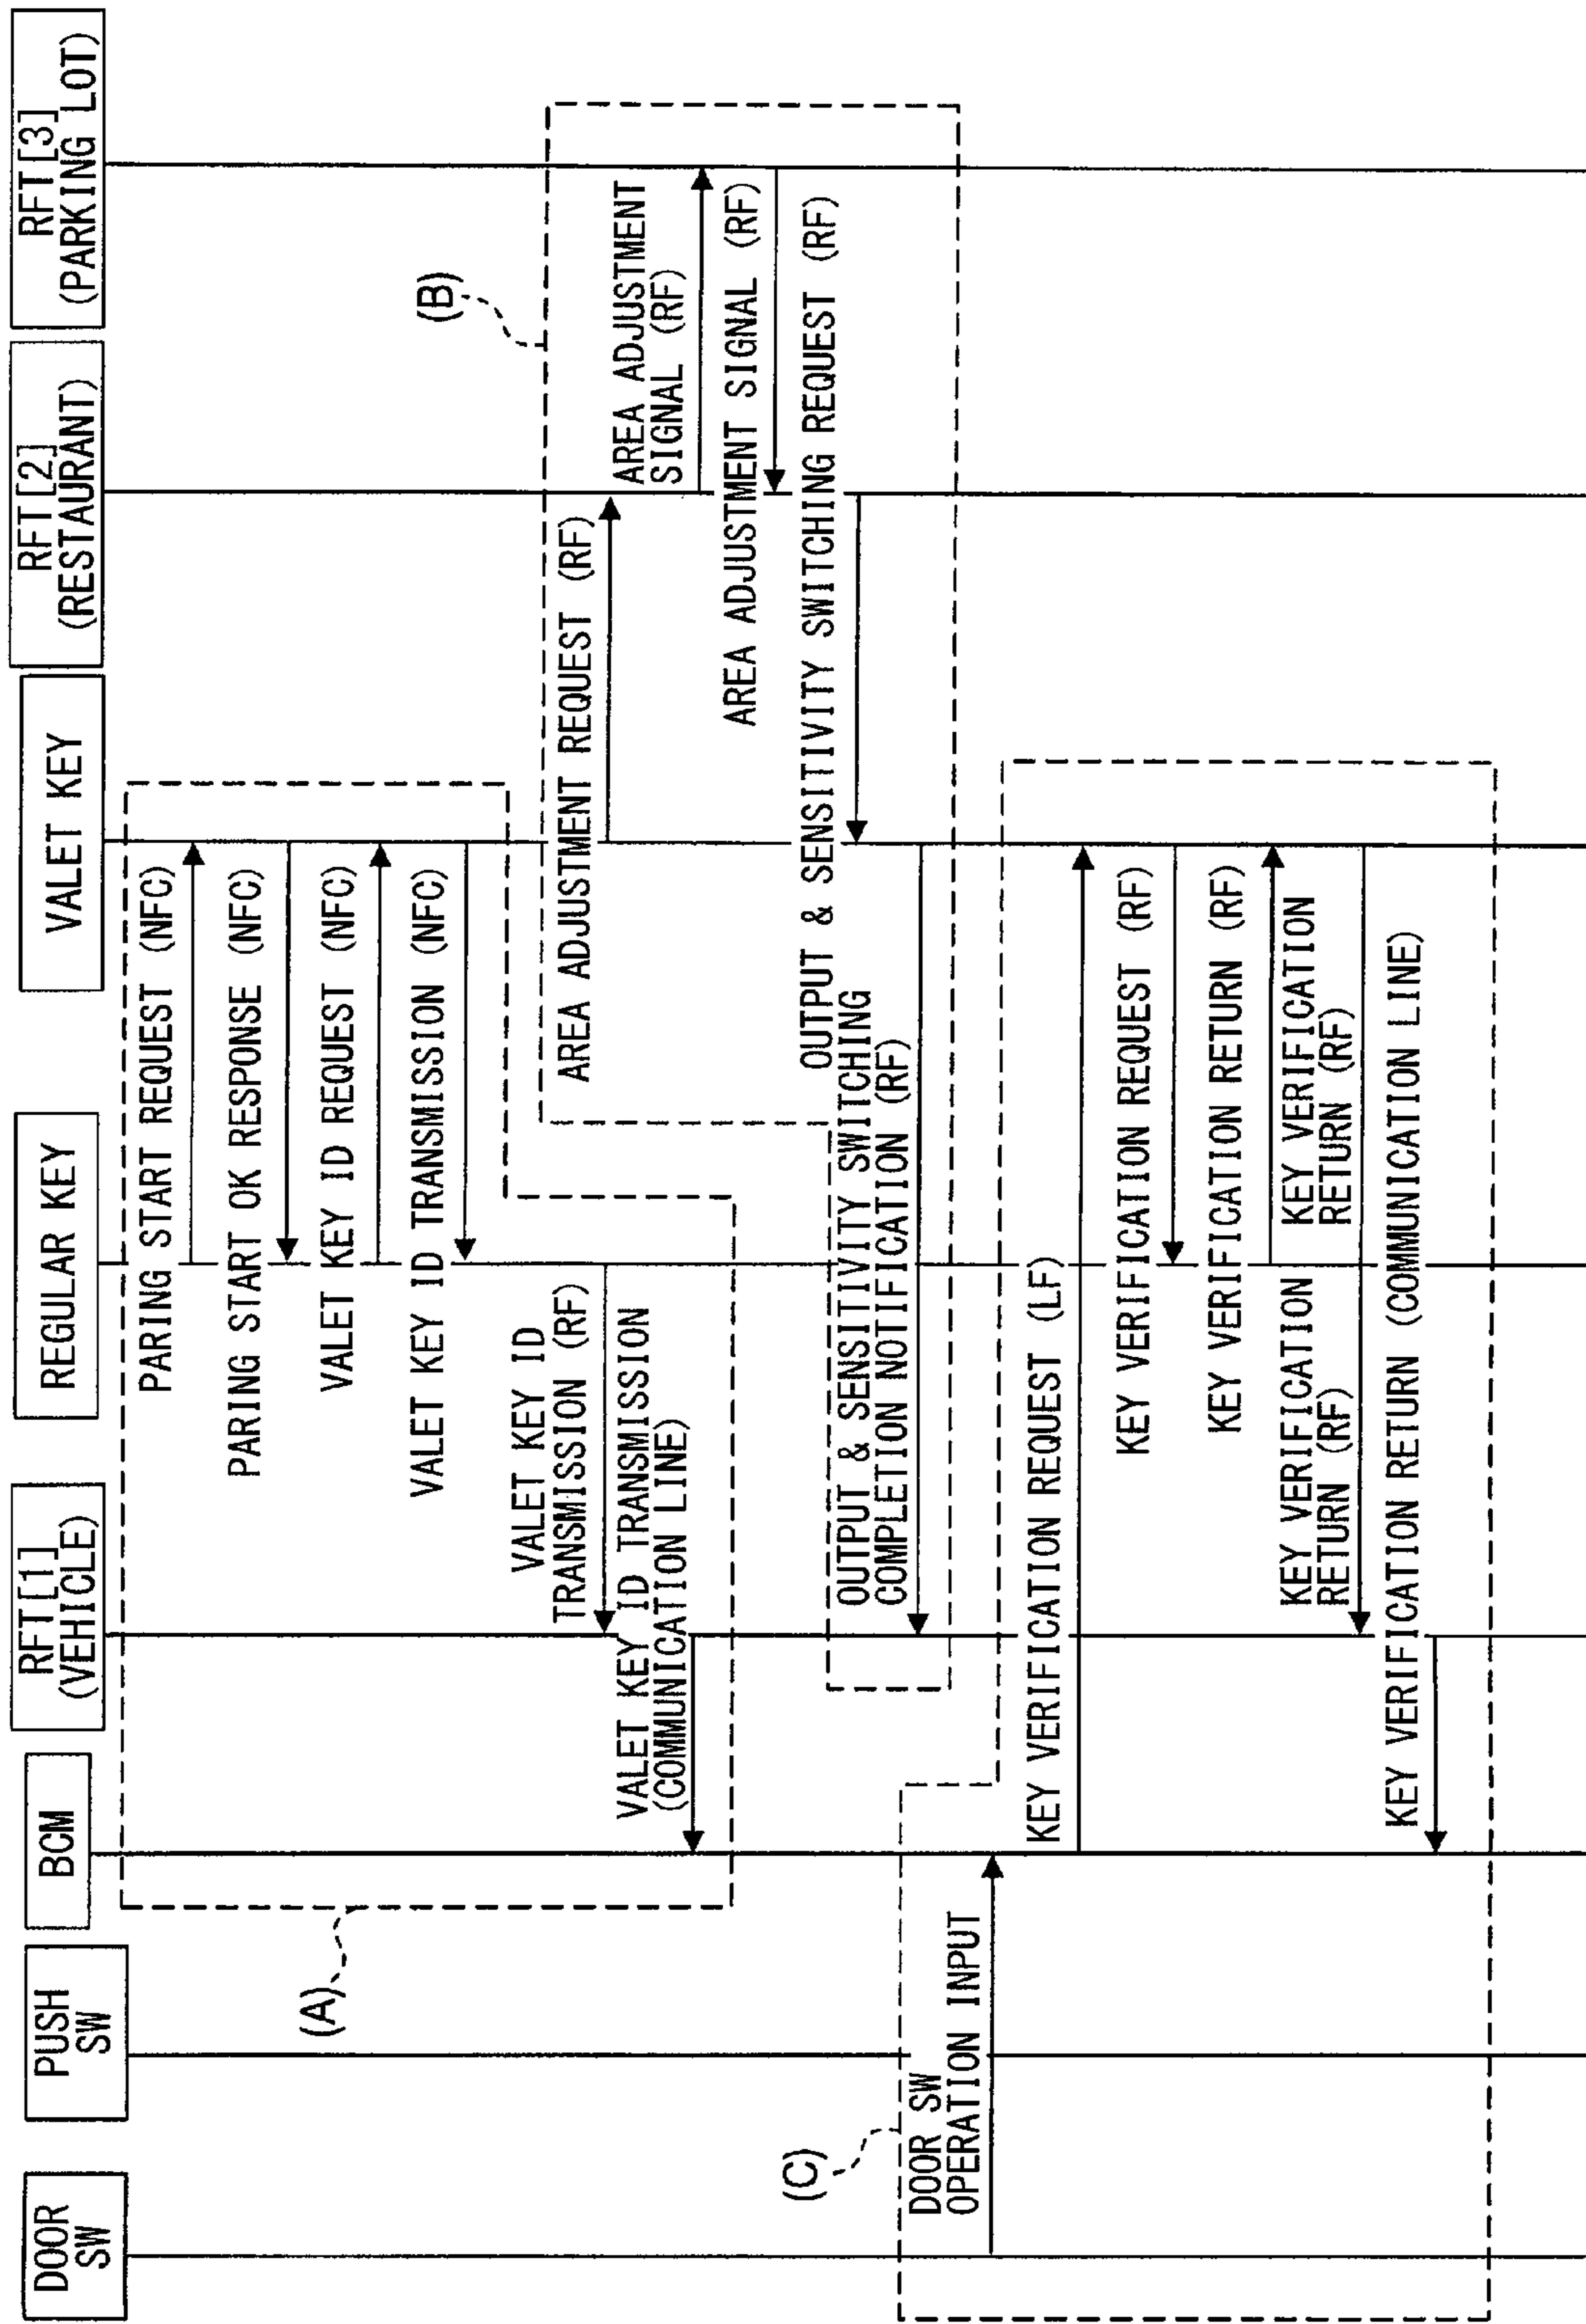 DOOR
SW
PUSH
SW
BCM
RFT[1]
(VEHICLE)
REGULAR KEY
VALET KEY
RFT[2]
(RESTAURANT)
RFT[3]
(PARKING LOT)
(A)
PARING START REQUEST (NFC)
PARING START OK RESPONSE (NFC)
VALET KEY ID REQUEST (NFC)
VALET KEY ID TRANSMISSION (NFC)
VALET KEY ID
TRANSMISSION (RF)
VALET KEY ID TRANSMISSION
(COMMUNICATION LINE)
(B)
AREA ADJUSTMENT REQUEST (RF)
AREA ADJUSTMENT
SIGNAL (RF)
AREA ADJUSTMENT SIGNAL (RF)
OUTPUT & SENSITIVITY SWITCHING REQUEST (RF)
OUTPUT & SENSITIVITY SWITCHING
COMPLETION NOTIFICATION (RF)
(C)
DOOR SW
OPERATION INPUT
KEY VERIFICATION REQUEST (LF)
KEY VERIFICATION REQUEST (RF)
KEY VERIFICATION RETURN (RF)
KEY VERIFICATION
RETURN (RF)
KEY VERIFICATION
RETURN (RF)
KEY VERIFICATION RETURN (COMMUNICATION LINE)